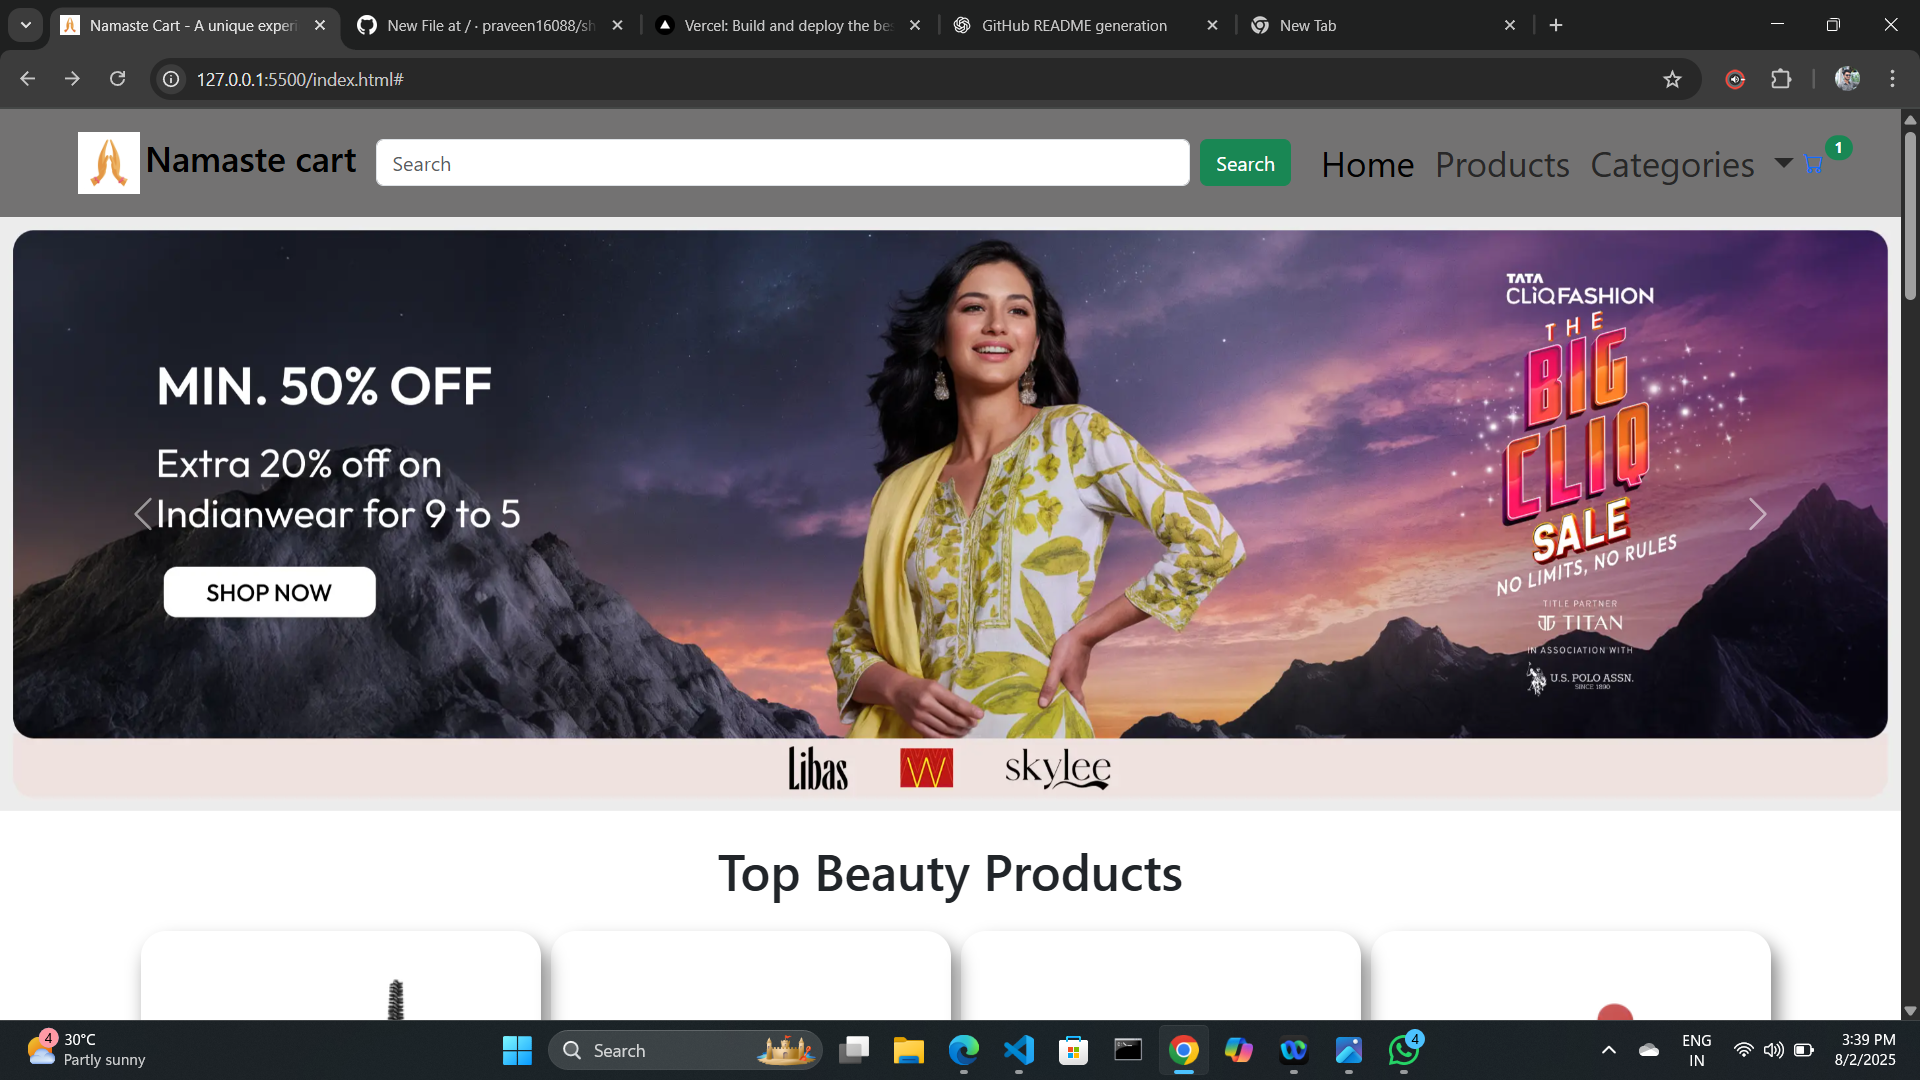 Namaste Cart - A unique experi
New File at / · praveen16088/sh
Vercel: Build and deploy the bes
GitHub README generation
New Tab
127.0.0.1:5500/index.html#
Namaste cart
Search
Search
Home
Products
Categories
1
MIN. 50% OFF
Extra 20% off on
Indianwear for 9 to 5
SHOP NOW
TATA
CLiQ FASHION
THE
BIG
CLIQ
SALE
NO LIMITS, NO RULES
TITLE PARTNER
TITAN
IN ASSOCIATION WITH
U.S. POLO ASSN.
SINCE 1890
Libas
W
skylee
Top Beauty Products
4
30°C
Partly sunny
Search
4
ENG
IN
3:39 PM
8/2/2025